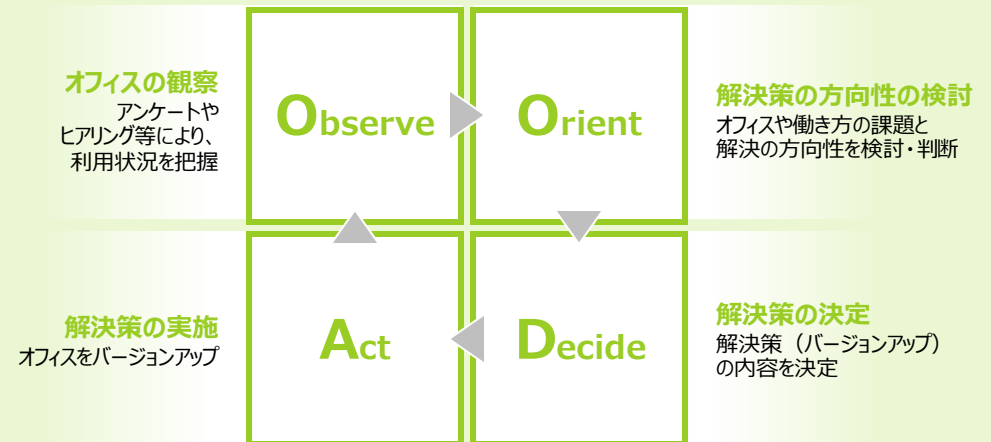 オフィスの観察
アンケートや
ヒアリング等により、
利用状況を把握
Observe
Orient
解決策の方向性の検討
オフィスや働き方の課題と
解決の方向性を検討・判断
解決策の実施
オフィスをバージョンアップ
Act
Decide
解決策の決定
解決策（バージョンアップ）
の内容を決定